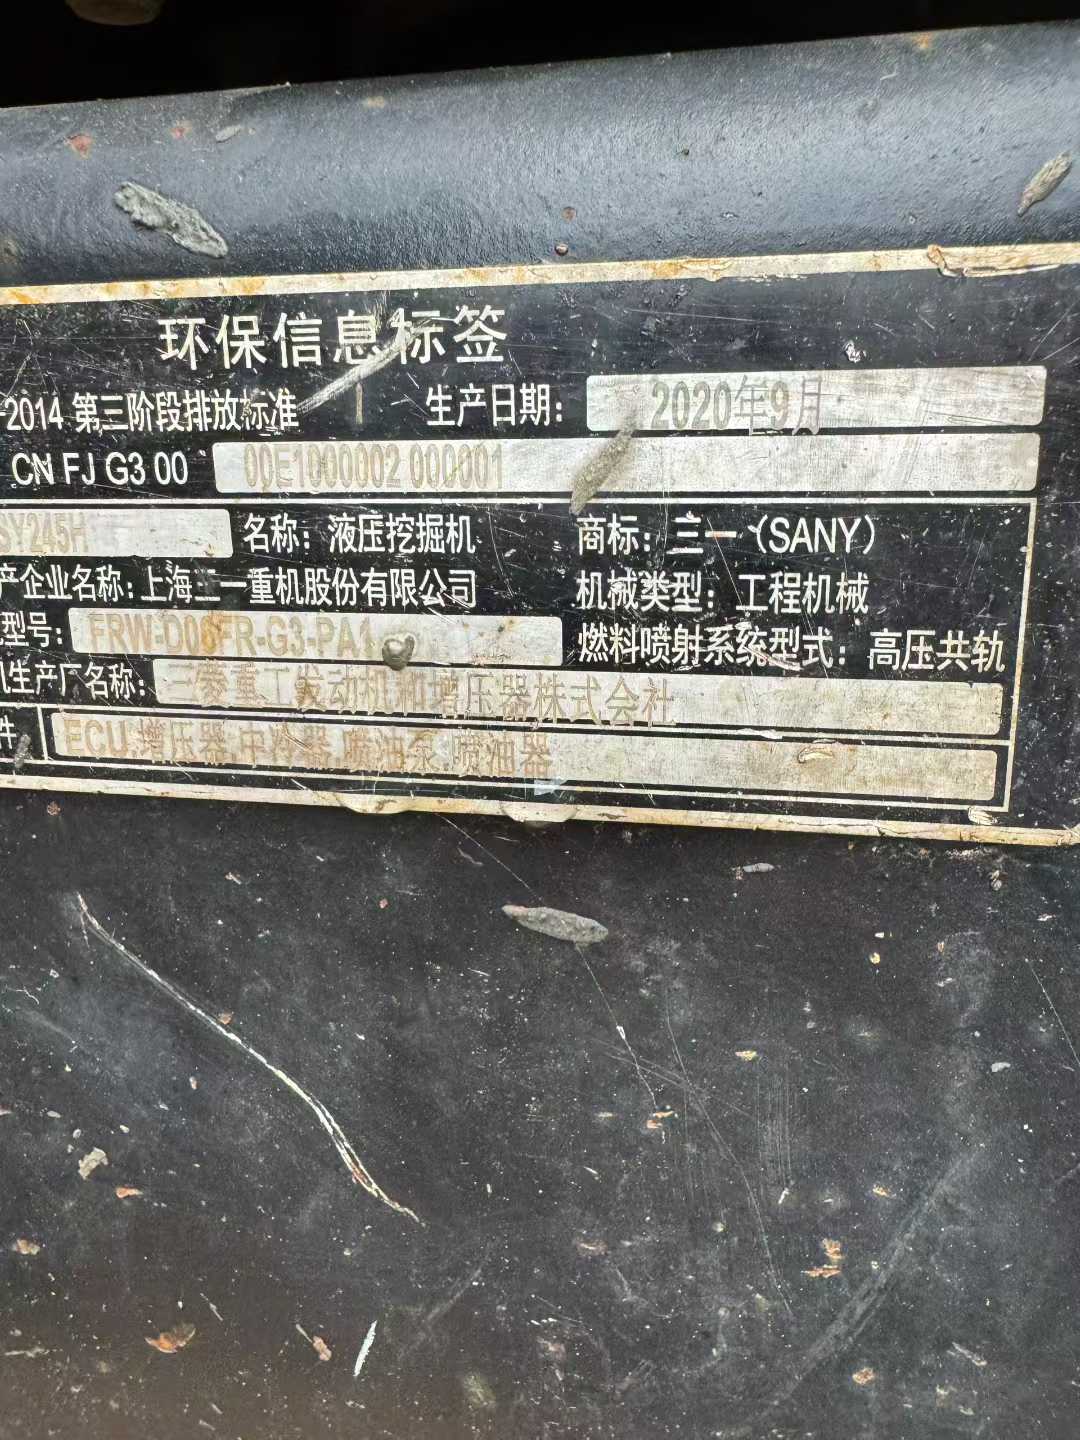 环保信息标签
-2014 第三阶段排放标准 生产日期: 2020年9月
CN FJ G3 00 00E1000002 000001
SY245H 名称: 液压挖掘机 商标: 三一 (SANY)
产企业名称: 上海三一重机股份有限公司 机械类型: 工程机械
型号: FRW-D06FR-G3-PA1 燃料喷射系统型式: 高压共轨
机生产厂名称: 三菱重工发动机和增压器株式会社
件 ECU,增压器,中冷器,喷油泵,喷油器